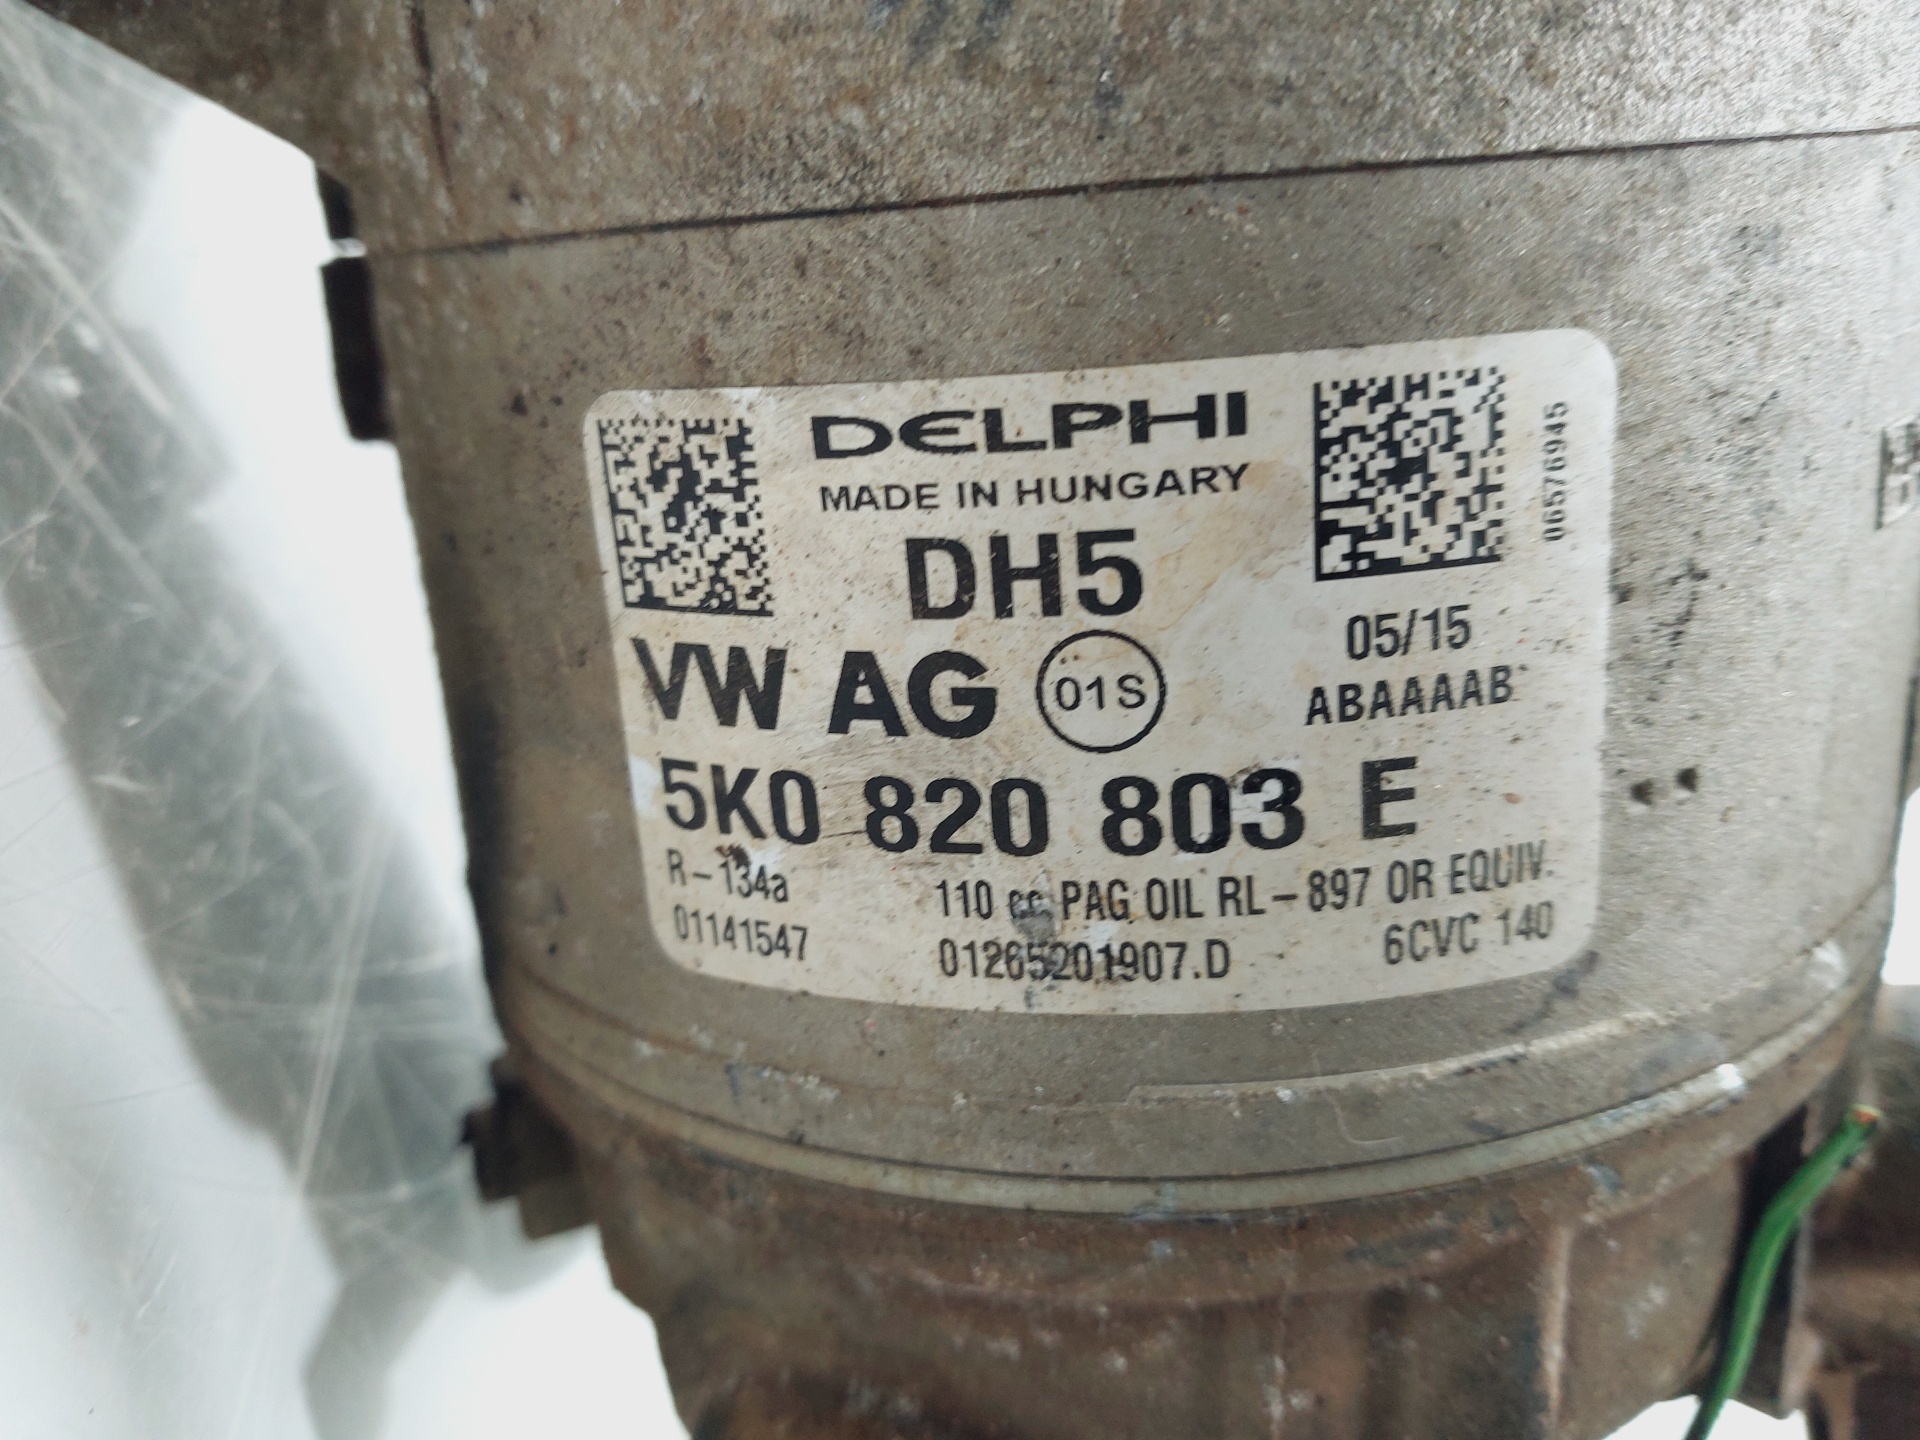 DELPHI
MADE IN HUNGARY
06576945
DH5
05/15
VW AG 01S
ABAAAAB
5K0 820 803 E
R-134a 110 cc PAG OIL RL-897 OR EQUIV.
01141547 01265201907.D 6CVC 140